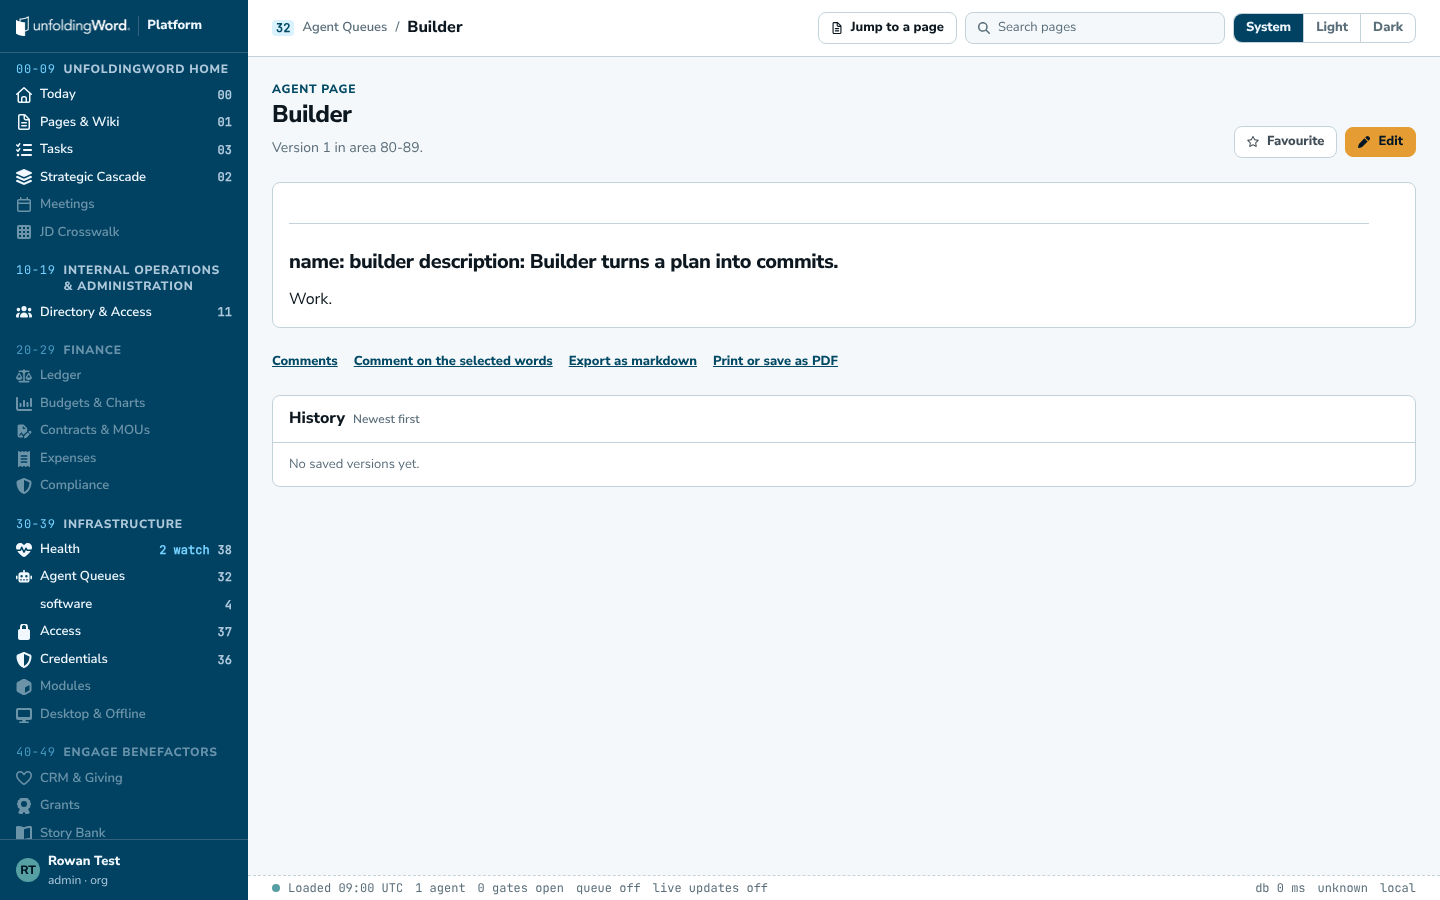 unfoldingWord. Platform
00-09 UNFOLDINGWORD HOME
Today 00
Pages & Wiki 01
Tasks 03
Strategic Cascade 02
Meetings
JD Crosswalk
10-19 INTERNAL OPERATIONS
& ADMINISTRATION
Directory & Access 11
20-29 FINANCE
Ledger
Budgets & Charts
Contracts & MOUs
Expenses
Compliance
30-39 INFRASTRUCTURE
Health 2 watch 38
Agent Queues 32
software 4
Access 37
Credentials 36
Modules
Desktop & Offline
40-49 ENGAGE BENEFACTORS
CRM & Giving
Grants
Story Bank
RT Rowan Test
admin · org
32 Agent Queues / Builder
Jump to a page
Search pages
System Light Dark
AGENT PAGE
Builder
Version 1 in area 80-89.
Favourite
Edit
name: builder description: Builder turns a plan into commits.
Work.
Comments Comment on the selected words Export as markdown Print or save as PDF
History Newest first
No saved versions yet.
Loaded 09:00 UTC 1 agent 0 gates open queue off live updates off
db 0 ms unknown local